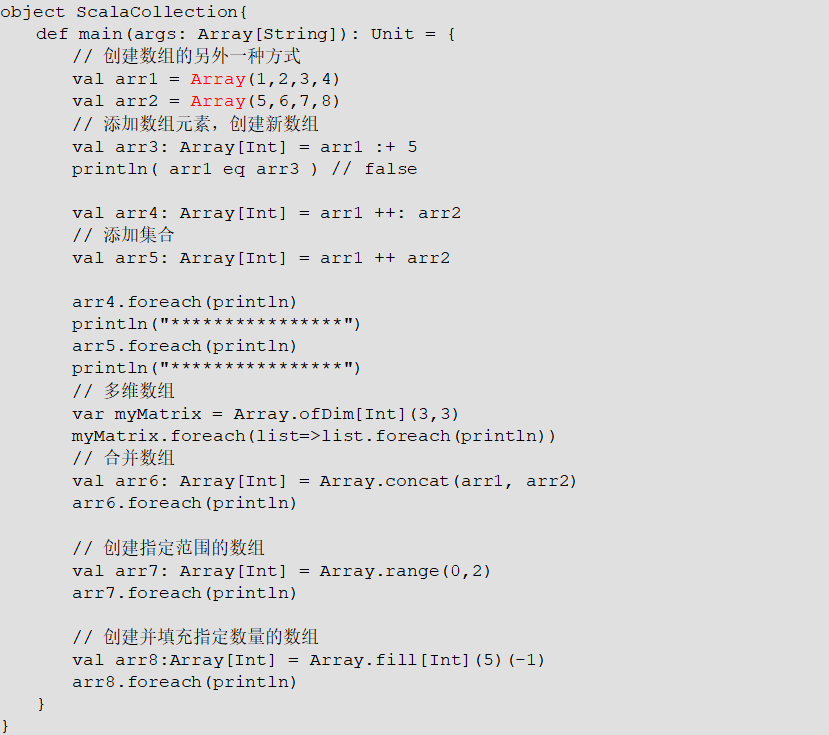 object ScalaCollection{
    def main(args: Array[String]): Unit = {
        // 创建数组的另外一种方式
        val arr1 = Array(1,2,3,4)
        val arr2 = Array(5,6,7,8)
        // 添加数组元素，创建新数组
        val arr3: Array[Int] = arr1 :+ 5
        println( arr1 eq arr3 ) // false

        val arr4: Array[Int] = arr1 ++: arr2
        // 添加集合
        val arr5: Array[Int] = arr1 ++ arr2

        arr4.foreach(println)
        println("****************")
        arr5.foreach(println)
        println("****************")
        // 多维数组
        var myMatrix = Array.ofDim[Int](3,3)
        myMatrix.foreach(list=>list.foreach(println))
        // 合并数组
        val arr6: Array[Int] = Array.concat(arr1, arr2)
        arr6.foreach(println)

        // 创建指定范围的数组
        val arr7: Array[Int] = Array.range(0,2)
        arr7.foreach(println)

        // 创建并填充指定数量的数组
        val arr8:Array[Int] = Array.fill[Int](5)(-1)
        arr8.foreach(println)
    }
}